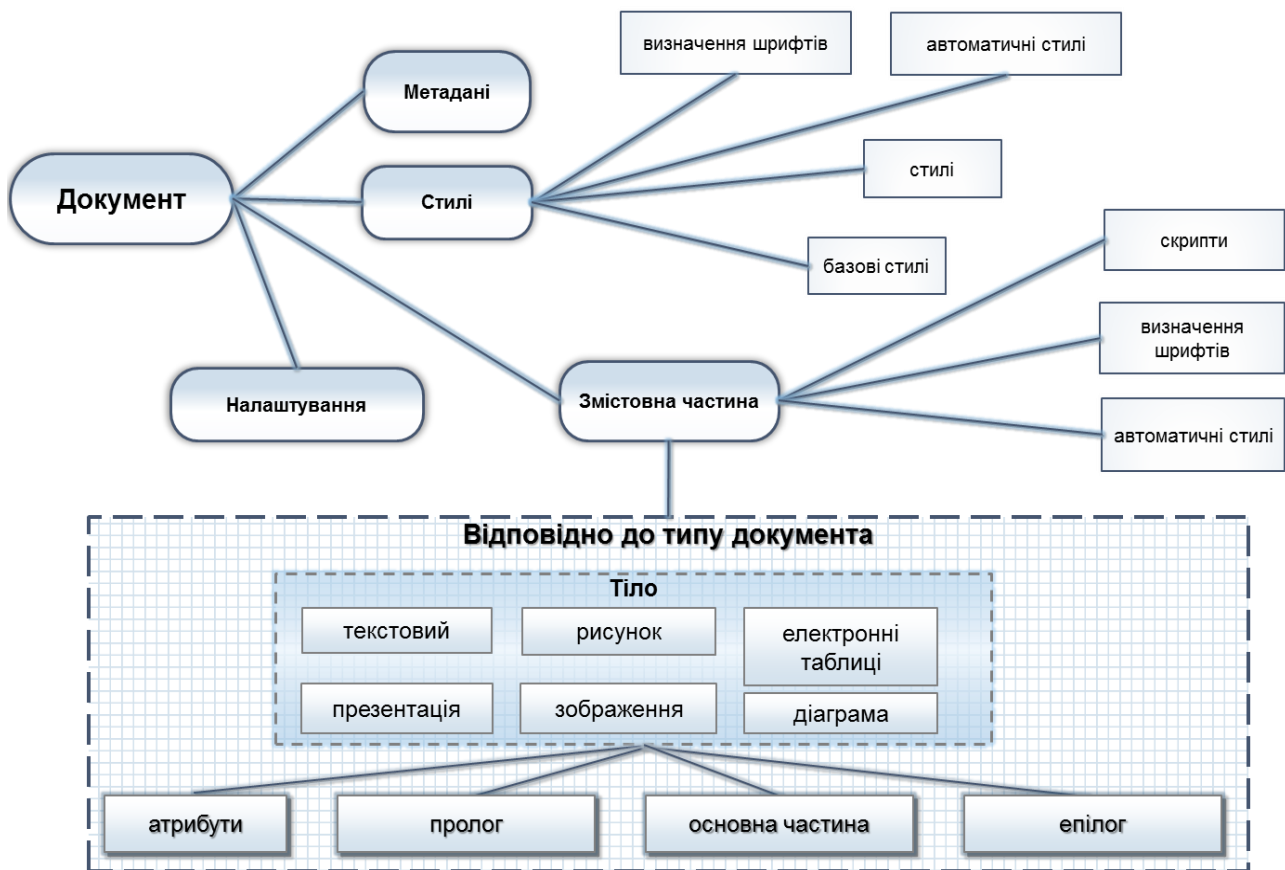 визначення шрифтів
автоматичні стилі
Метадані
Документ
Стилі
стилі
базові стилі
скрипти
визначення
шрифтів
Налаштування
Змістовна частина
автоматичні стилі
Відповідно до типу документа
Тіло
текстовий
рисунок
електронні
таблиці
презентація
зображення
діаграма
атрибути
пролог
основна частина
епілог